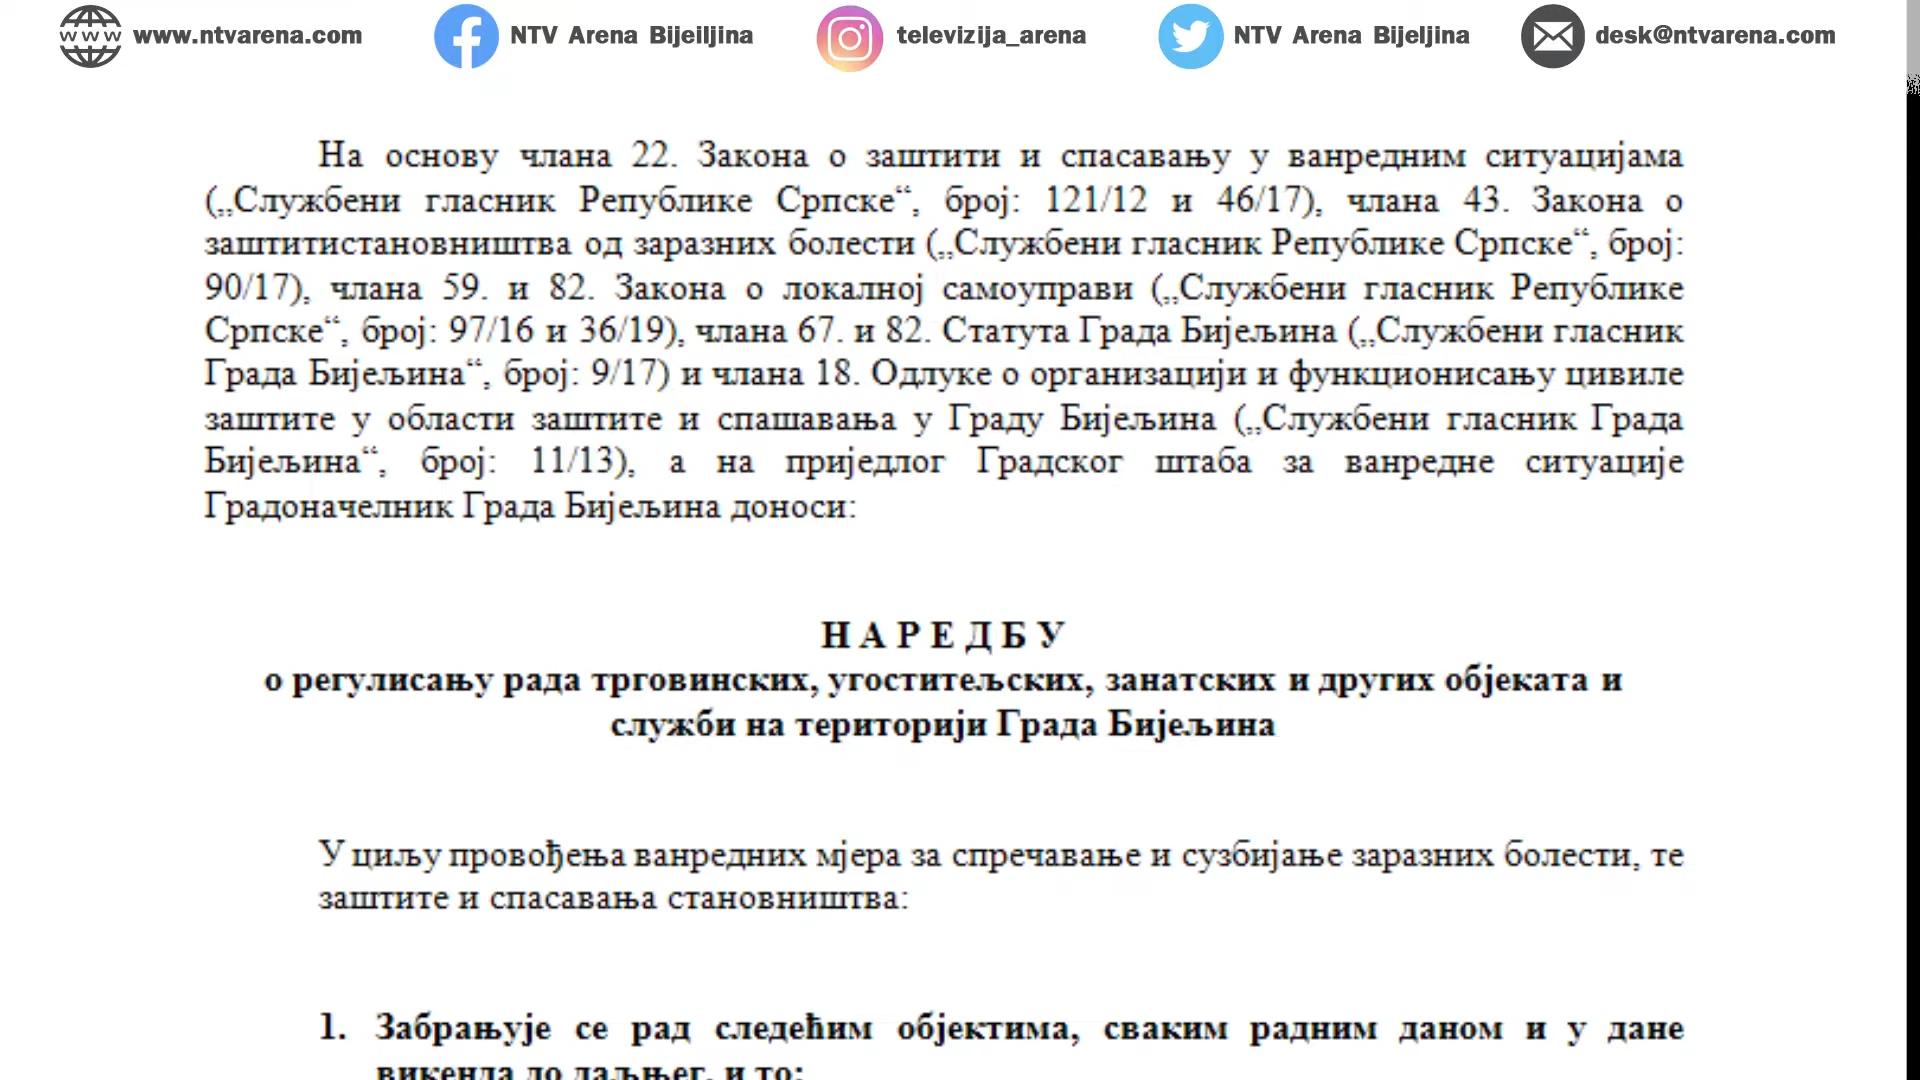 www.ntvarena.com NTV Arena Bijeiljina televizija_arena NTV Arena Bijeljina desk@ntvarena.com
На основу члана 22. Закона о заштити и спасавању у ванредним ситуацијама
(„Службени гласник Републике Српске“, број: 121/12 и 46/17), члана 43. Закона о
заштитистановништва од заразних болести („Службени гласник Републике Српске“, број:
90/17), члана 59. и 82. Закона о локалној самоуправи („Службени гласник Републике
Српске“, број: 97/16 и 36/19), члана 67. и 82. Статута Града Бијељина („Службени гласник
Града Бијељина“, број: 9/17) и члана 18. Одлуке о организацији и функционисању цивиле
заштите у области заштите и спашавања у Граду Бијељина („Службени гласник Града
Бијељина“, број: 11/13), а на приједлог Градског штаба за ванредне ситуације
Градоначелник Града Бијељина доноси:
Н А Р Е Д Б У
о регулисању рада трговинских, угоститељских, занатских и других објеката и
служби на територији Града Бијељина
У циљу провођења ванредних мјера за спречавање и сузбијање заразних болести, те
заштите и спасавања становништва:
1. Забрањује се рад следећим објектима, сваким радним даном и у дане
викенда до даљњег, и то: